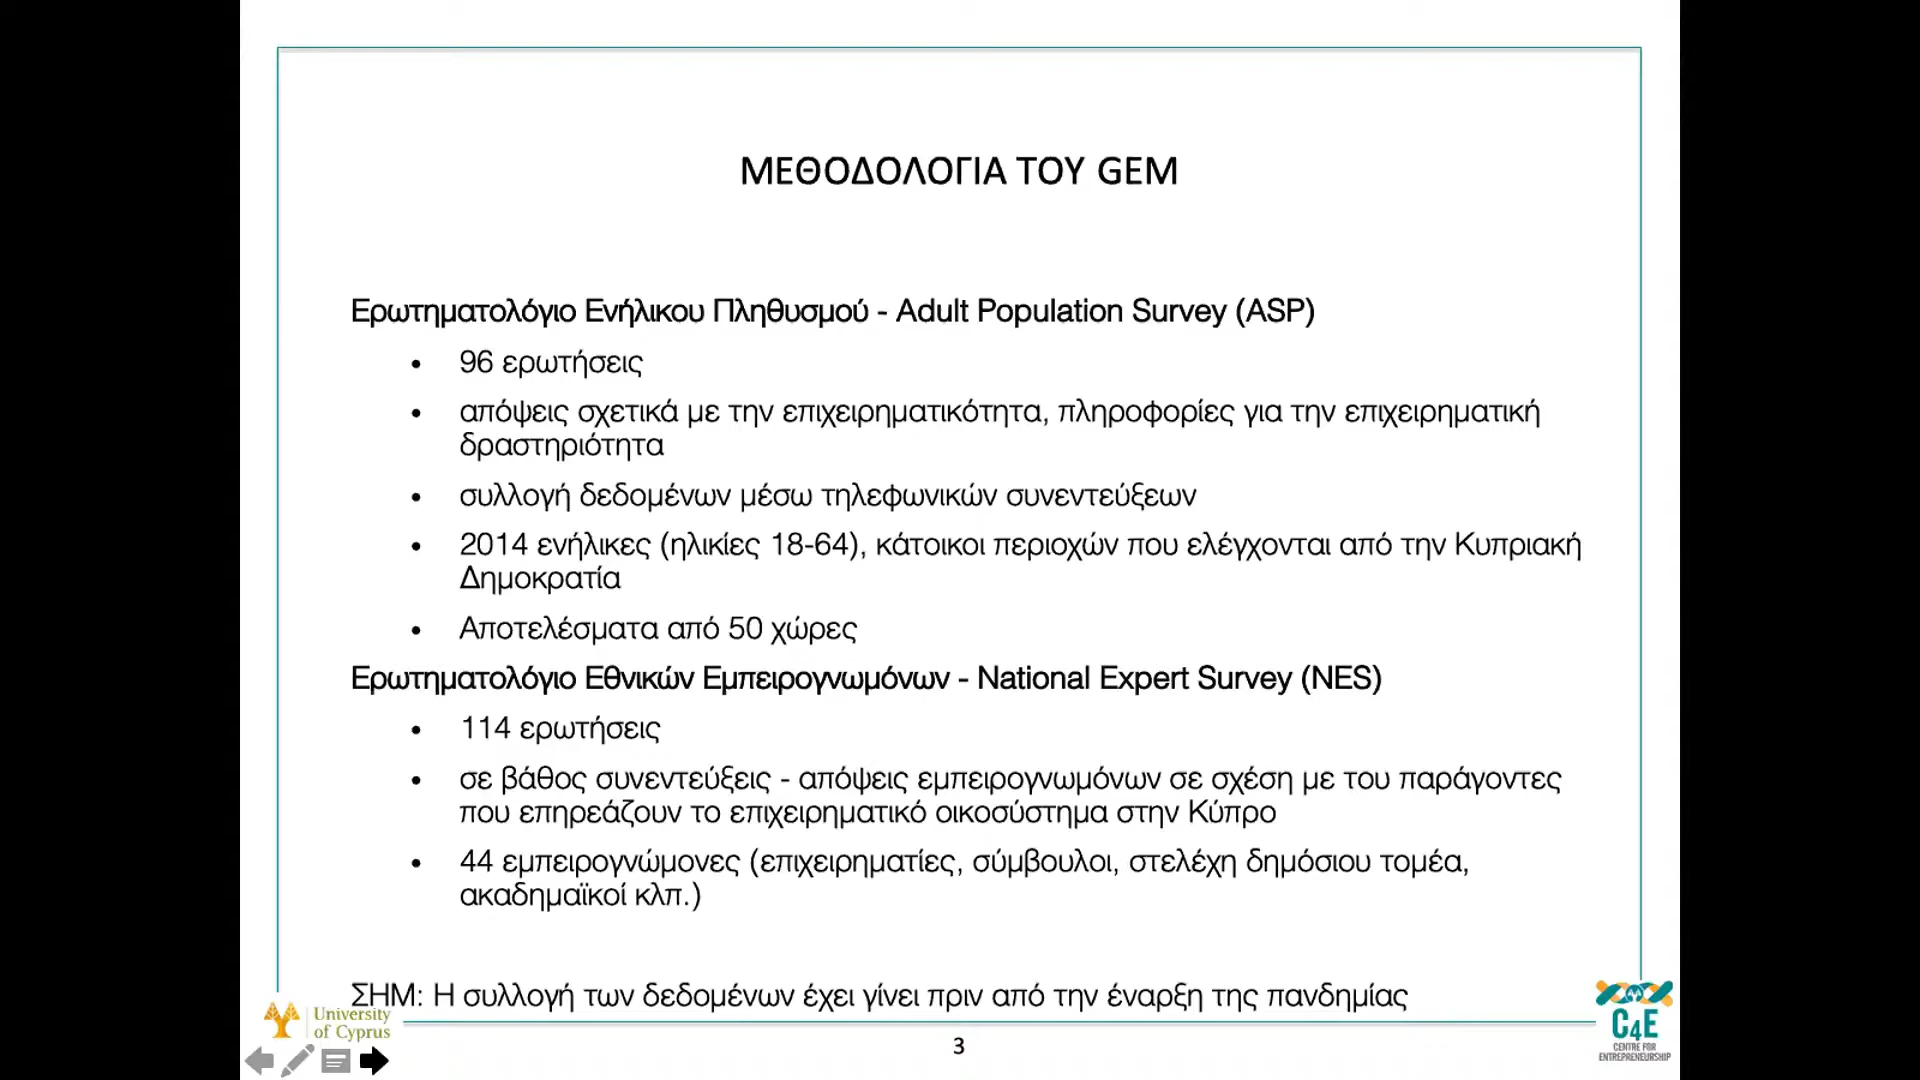 ΜΕΘΟΔΟΛΟΓΙΑ ΤΟΥ GEM
Ερωτηματολόγιο Ενήλικου Πληθυσμού - Adult Population Survey (ASP)
• 96 ερωτήσεις
• απόψεις σχετικά με την επιχειρηματικότητα, πληροφορίες για την επιχειρηματική
δραστηριότητα
• συλλογή δεδομένων μέσω τηλεφωνικών συνεντεύξεων
• 2014 ενήλικες (ηλικίες 18-64), κάτοικοι περιοχών που ελέγχονται από την Κυπριακή
Δημοκρατία
• Αποτελέσματα από 50 χώρες
Ερωτηματολόγιο Εθνικών Εμπειρογνωμόνων - National Expert Survey (NES)
• 114 ερωτήσεις
• σε βάθος συνεντεύξεις - απόψεις εμπειρογνωμόνων σε σχέση με του παράγοντες
που επηρεάζουν το επιχειρηματικό οικοσύστημα στην Κύπρο
• 44 εμπειρογνώμονες (επιχειρηματίες, σύμβουλοι, στελέχη δημόσιου τομέα,
ακαδημαϊκοί κλπ.)
ΣΗΜ: Η συλλογή των δεδομένων έχει γίνει πριν από την έναρξη της πανδημίας
University
of Cyprus
3
C4E
CENTRE FOR
ENTREPRENEURSHIP